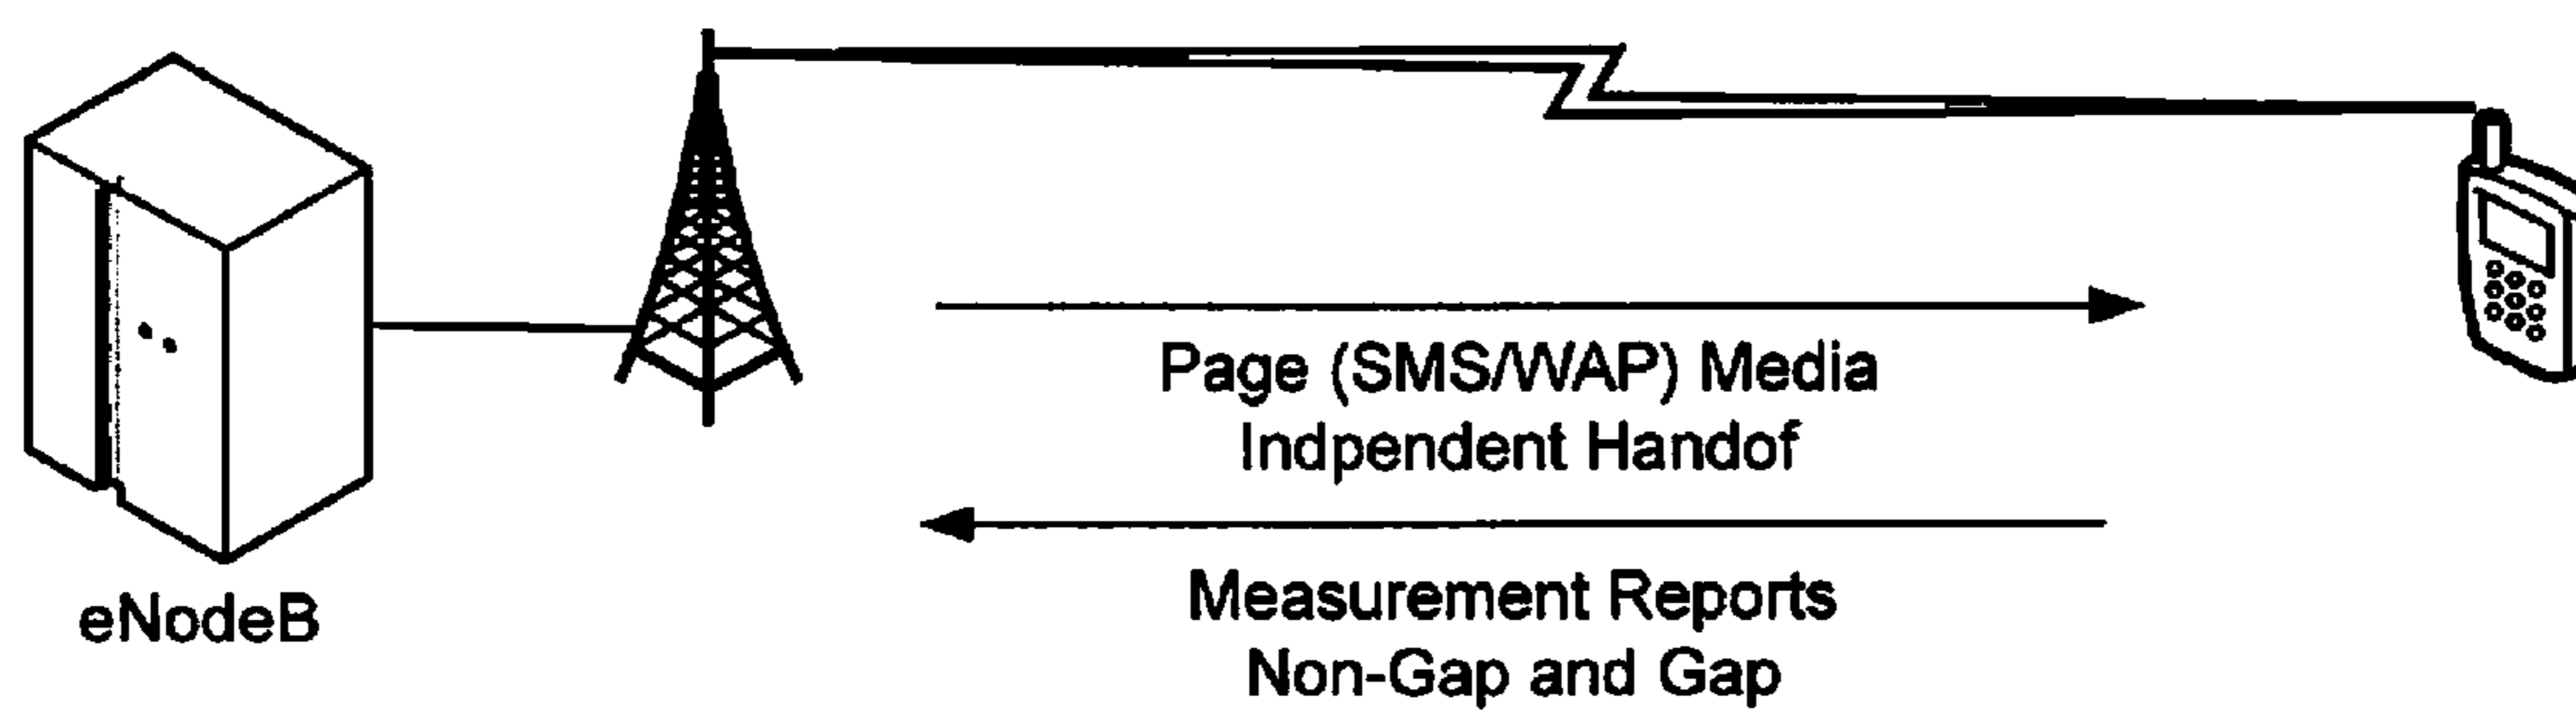 Page (SMS/WAP) Media
Indpendent Handof
eNodeB
Measurement Reports
Non-Gap and Gap